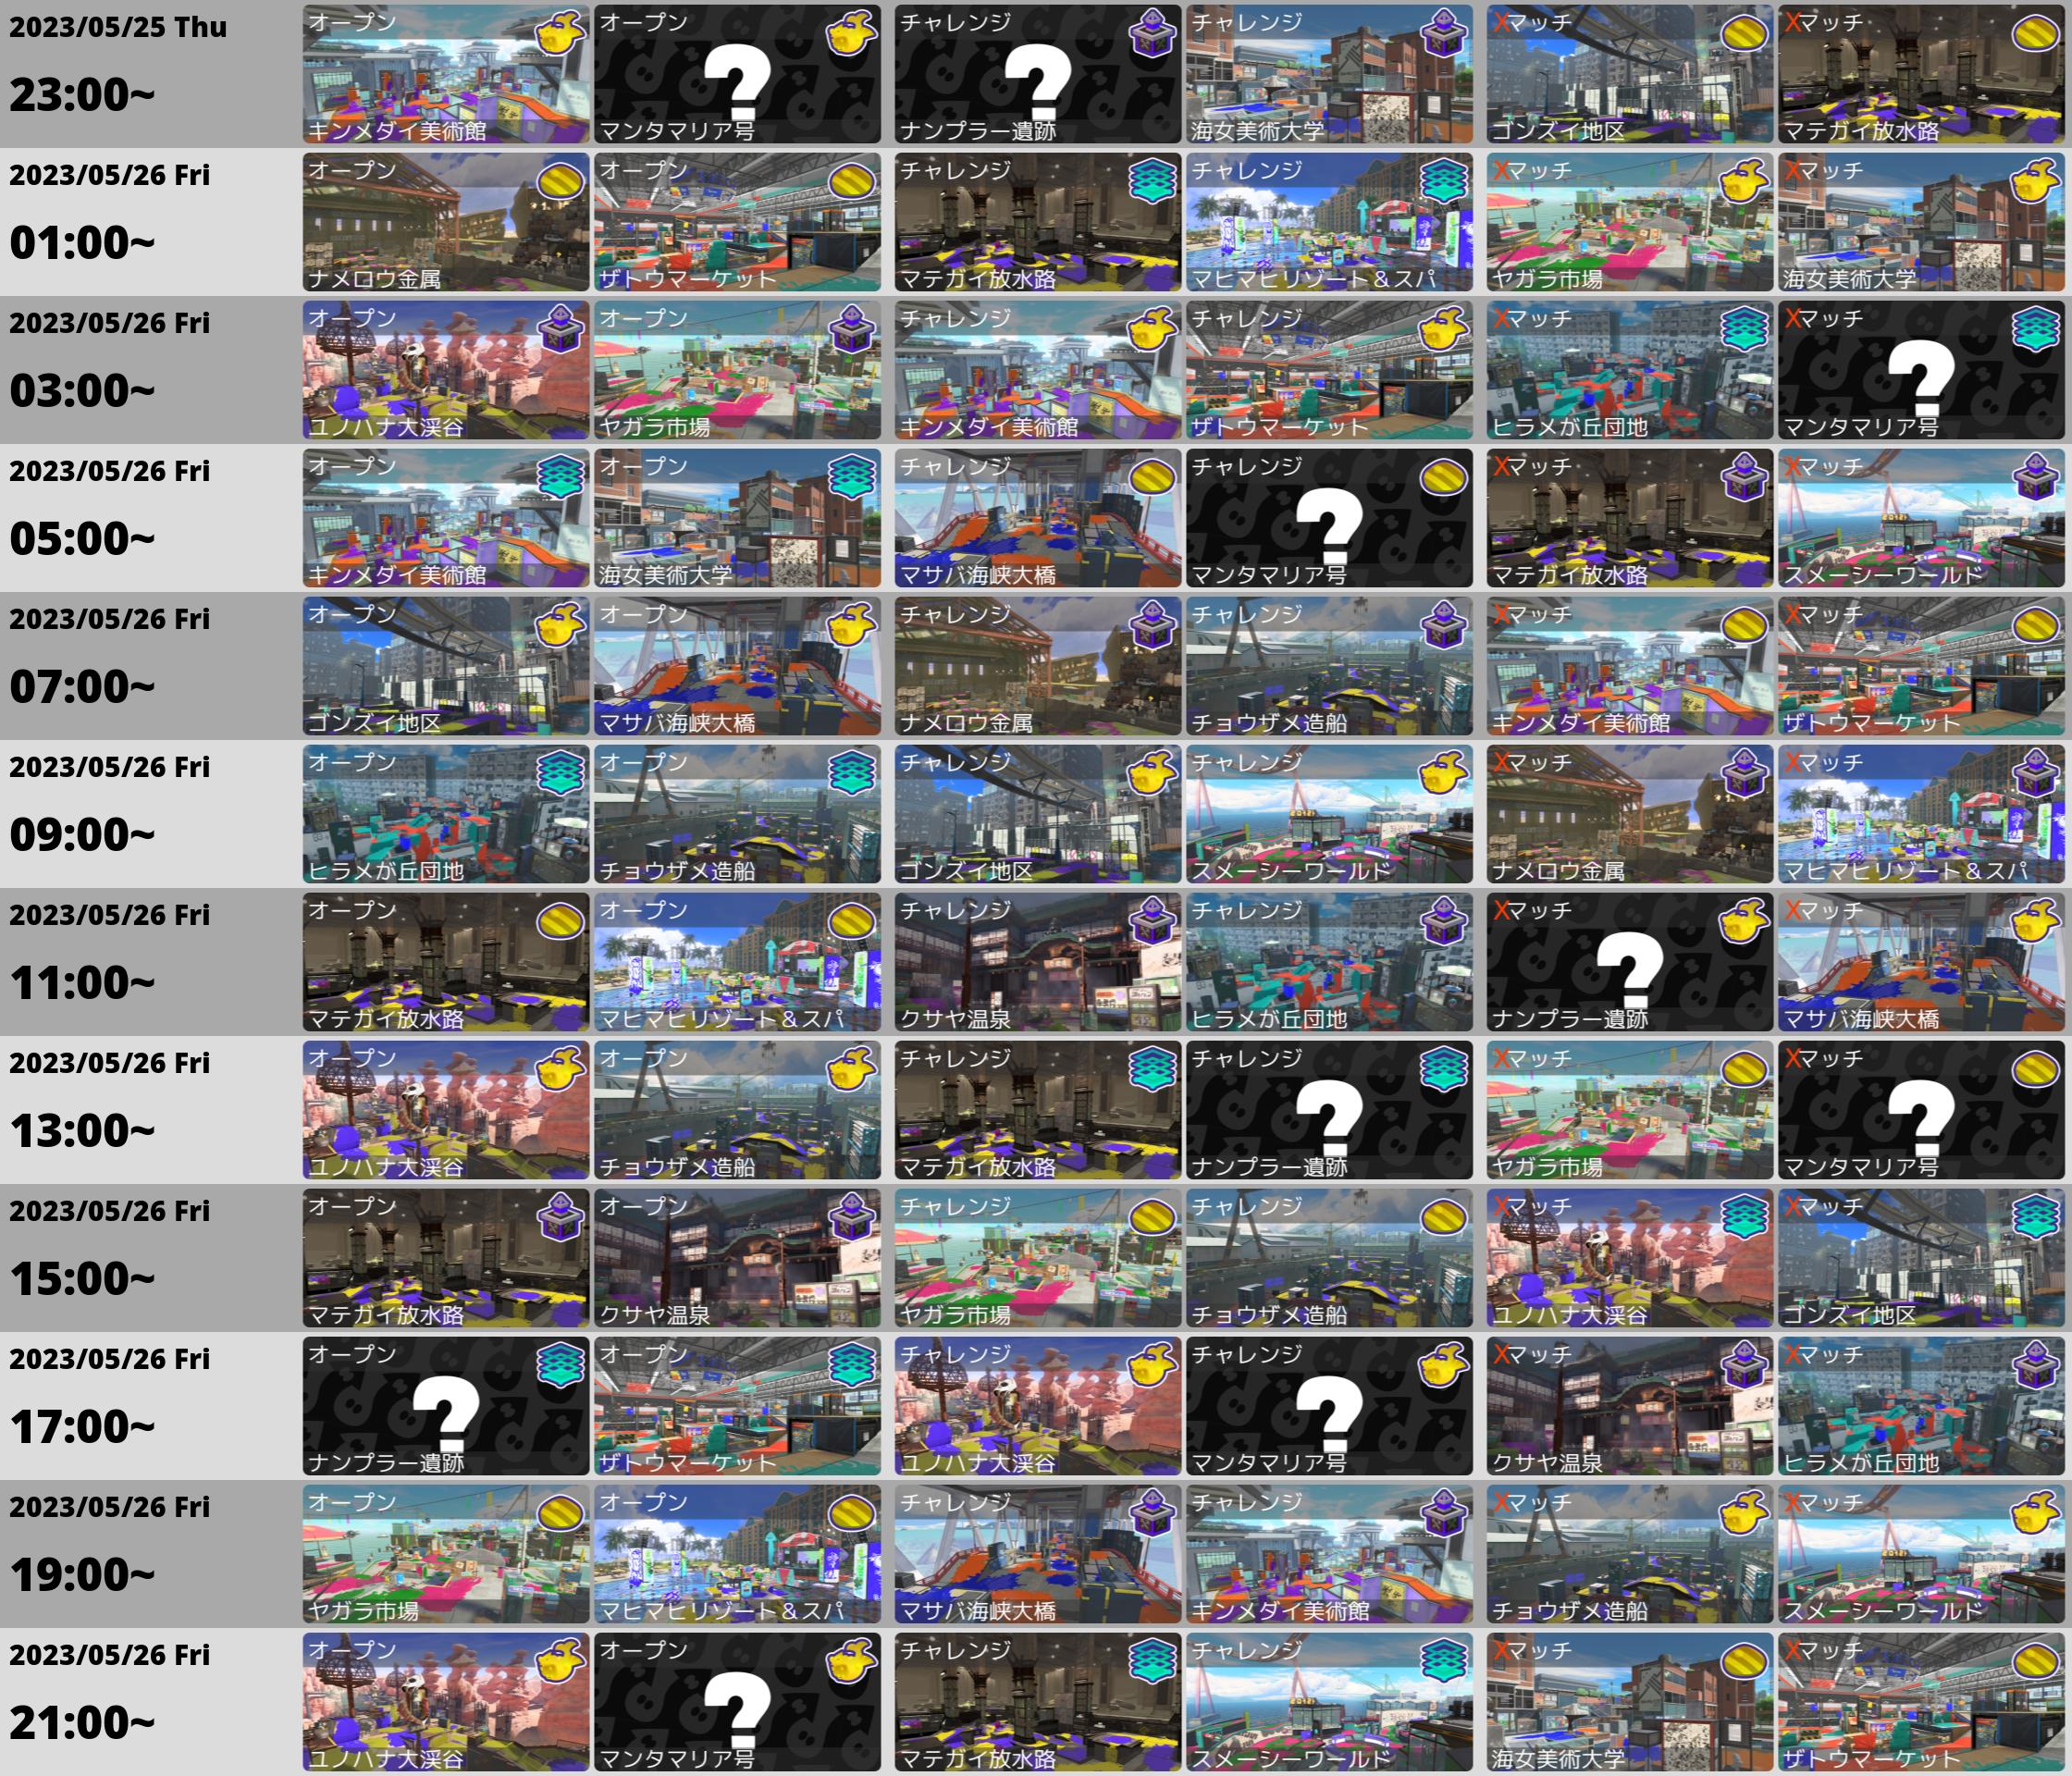 2023/05/25 Thu
23:00~
オープン
キンメダイ美術館
オープン
マンタマリア号
チャレンジ
ナンプラー遺跡
チャレンジ
海女美術大学
Xマッチ
ゴンズイ地区
Xマッチ
マテガイ放水路
2023/05/26 Fri
01:00~
オープン
ナメロウ金属
オープン
ザトウマーケット
チャレンジ
マテガイ放水路
チャレンジ
マヒマヒリゾート&スパ
Xマッチ
ヤガラ市場
Xマッチ
海女美術大学
2023/05/26 Fri
03:00~
オープン
ユノハナ大渓谷
オープン
ヤガラ市場
チャレンジ
キンメダイ美術館
チャレンジ
ザトウマーケット
Xマッチ
ヒラメが丘団地
Xマッチ
マンタマリア号
2023/05/26 Fri
05:00~
オープン
キンメダイ美術館
オープン
海女美術大学
チャレンジ
マサバ海峡大橋
チャレンジ
マンタマリア号
Xマッチ
マテガイ放水路
Xマッチ
スメーシーワールド
2023/05/26 Fri
07:00~
オープン
ゴンズイ地区
オープン
マサバ海峡大橋
チャレンジ
ナメロウ金属
チャレンジ
チョウザメ造船
Xマッチ
キンメダイ美術館
Xマッチ
ザトウマーケット
2023/05/26 Fri
09:00~
オープン
ヒラメが丘団地
オープン
チョウザメ造船
チャレンジ
ゴンズイ地区
チャレンジ
スメーシーワールド
Xマッチ
ナメロウ金属
Xマッチ
マヒマヒリゾート&スパ
2023/05/26 Fri
11:00~
オープン
マテガイ放水路
オープン
マヒマヒリゾート&スパ
チャレンジ
クサヤ温泉
チャレンジ
ヒラメが丘団地
Xマッチ
ナンプラー遺跡
Xマッチ
マサバ海峡大橋
2023/05/26 Fri
13:00~
オープン
ユノハナ大渓谷
オープン
チョウザメ造船
チャレンジ
マテガイ放水路
チャレンジ
ナンプラー遺跡
Xマッチ
ヤガラ市場
Xマッチ
マンタマリア号
2023/05/26 Fri
15:00~
オープン
マテガイ放水路
オープン
クサヤ温泉
チャレンジ
ヤガラ市場
チャレンジ
チョウザメ造船
Xマッチ
ユノハナ大渓谷
Xマッチ
ゴンズイ地区
2023/05/26 Fri
17:00~
オープン
ナンプラー遺跡
オープン
ザトウマーケット
チャレンジ
ユノハナ大渓谷
チャレンジ
マンタマリア号
Xマッチ
クサヤ温泉
Xマッチ
ヒラメが丘団地
2023/05/26 Fri
19:00~
オープン
ヤガラ市場
オープン
マヒマヒリゾート&スパ
チャレンジ
マサバ海峡大橋
チャレンジ
キンメダイ美術館
Xマッチ
チョウザメ造船
Xマッチ
スメーシーワールド
2023/05/26 Fri
21:00~
オープン
ユノハナ大渓谷
オープン
マンタマリア号
チャレンジ
マテガイ放水路
チャレンジ
スメーシーワールド
Xマッチ
海女美術大学
Xマッチ
ザトウマーケット